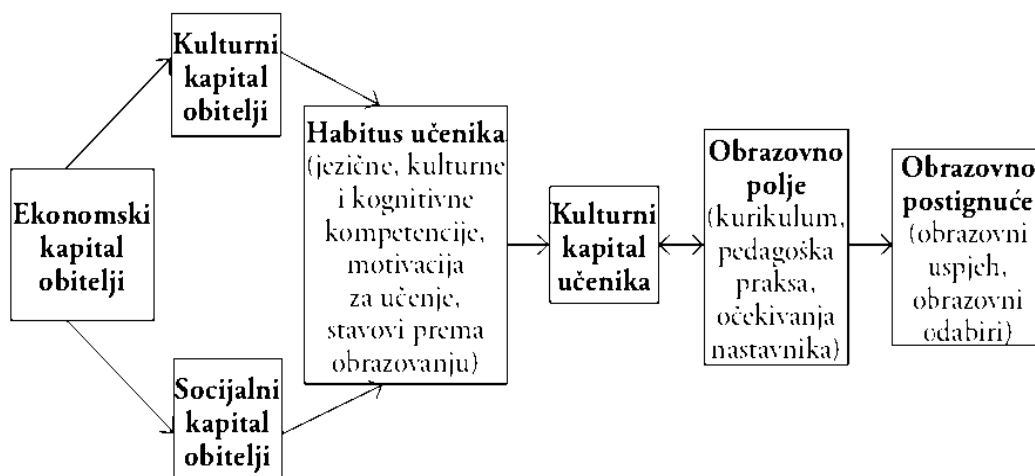 Kulturni
kapital
obitelji
Ekonomski
kapital
obitelji
Socijalni
kapital
obitelji
Habitus učenika
(jezične, kulturne
i kognitivne
kompetencije,
motivacija
za učenje,
stavovi prema
obrazovanju)
Kulturni
kapital
učenika
Obrazovno
polje
(kurikulum,
pedagoška
praksa,
očekivanja
nastavnika)
Obrazovno
postignuće
(obrazovni
uspjeh,
obrazovni
odabiri)